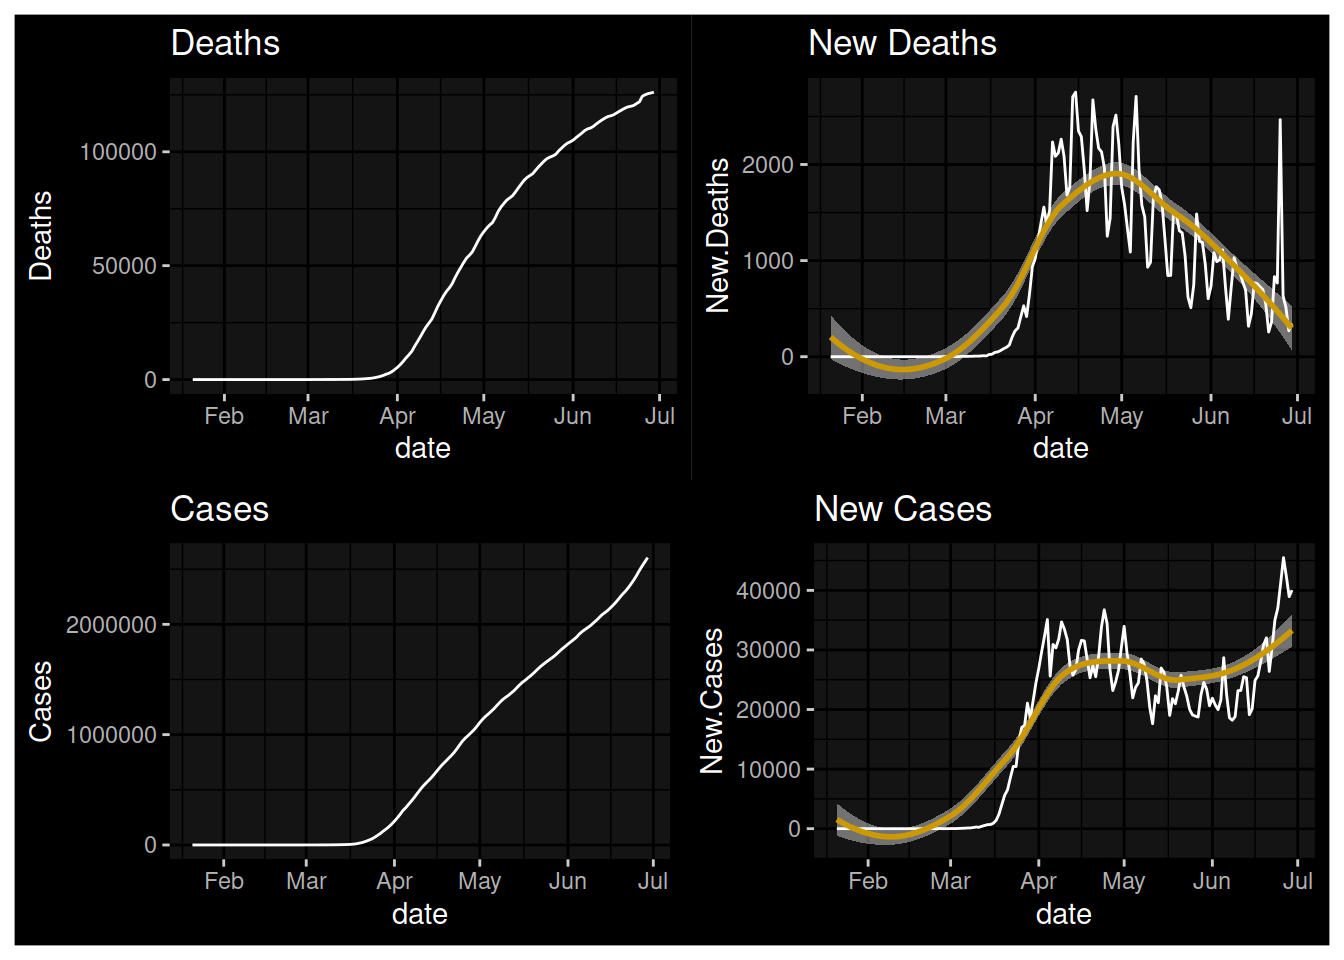 Deaths
Deaths
100000
50000
0
Feb Mar Apr May Jun Jul
date
New Deaths
New.Deaths
2000
1000
0
Feb Mar Apr May Jun Jul
date
Cases
Cases
2000000
1000000
0
Feb Mar Apr May Jun Jul
date
New Cases
New.Cases
40000
30000
20000
10000
0
Feb Mar Apr May Jun Jul
date